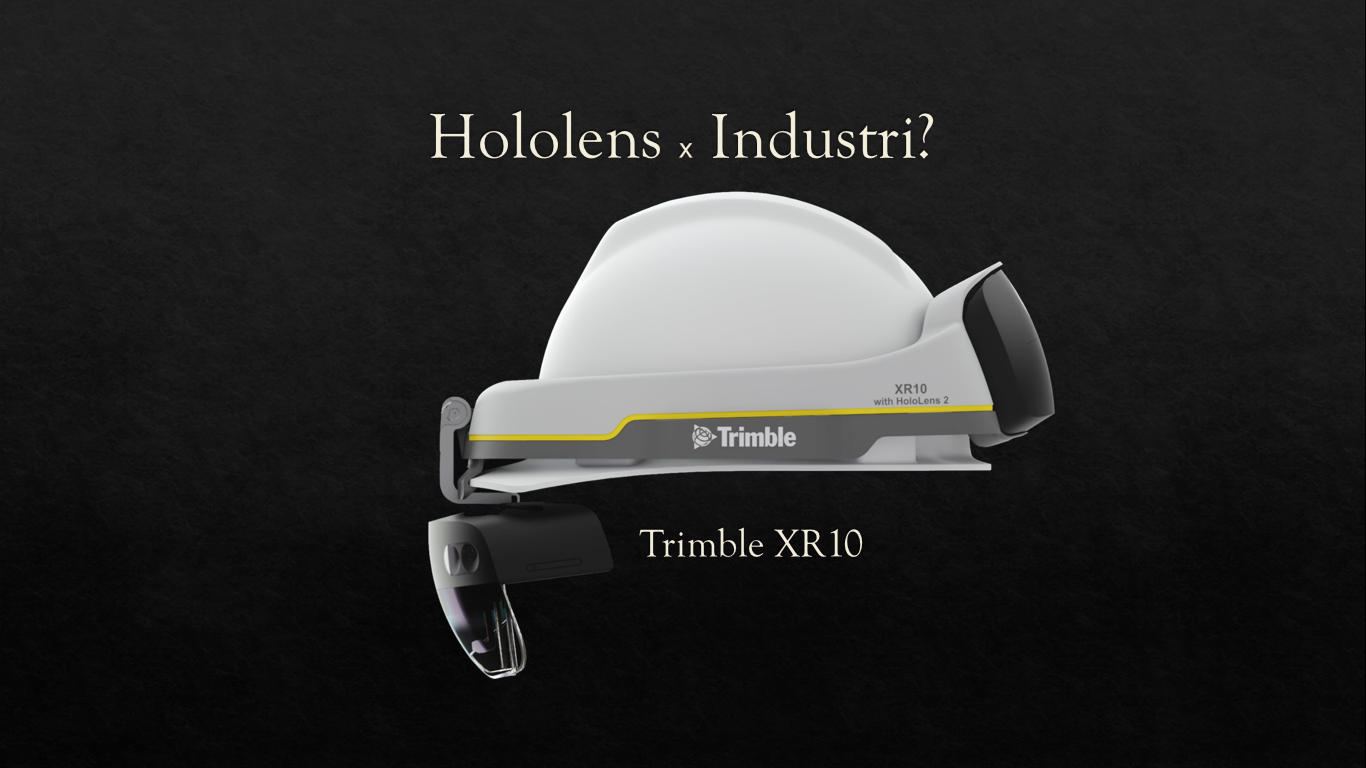 Hololens x Industri?
XR10
with HoloLens 2
Trimble
Trimble XR10